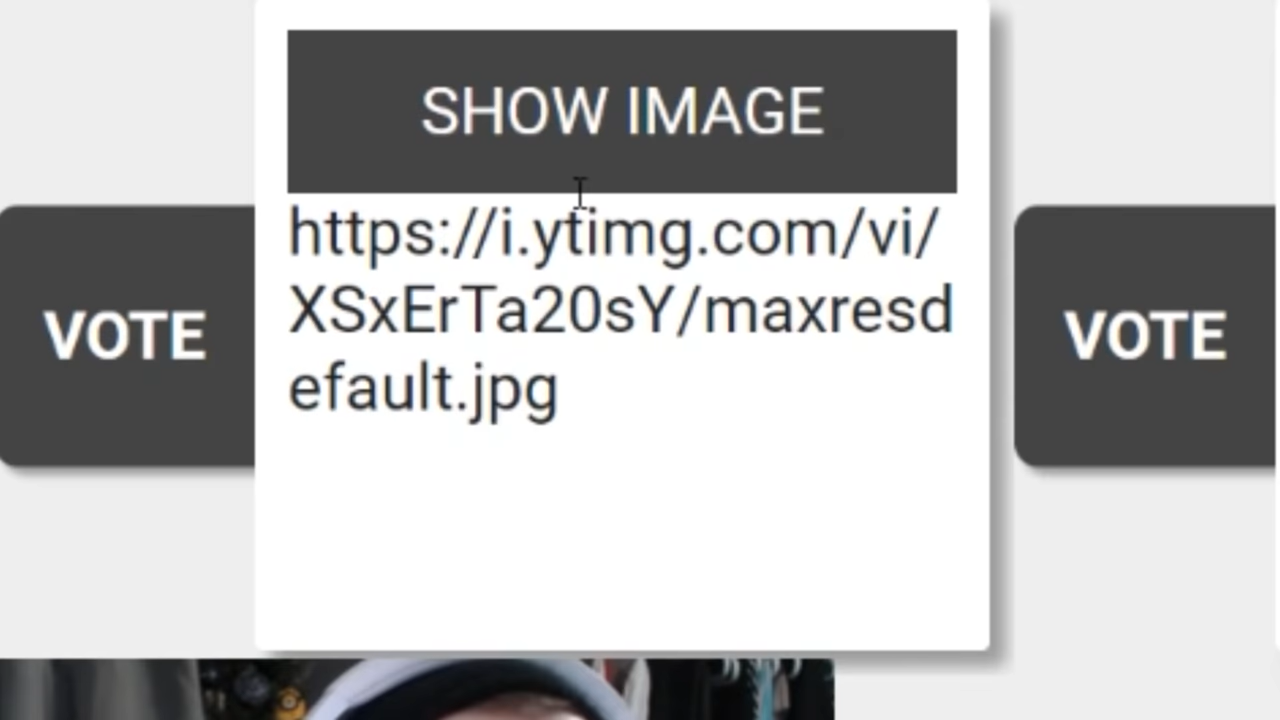 SHOW IMAGE
https://i.ytimg.com/vi/
XSxErTa20sY/maxresd
efault.jpg
VOTE
VOTE